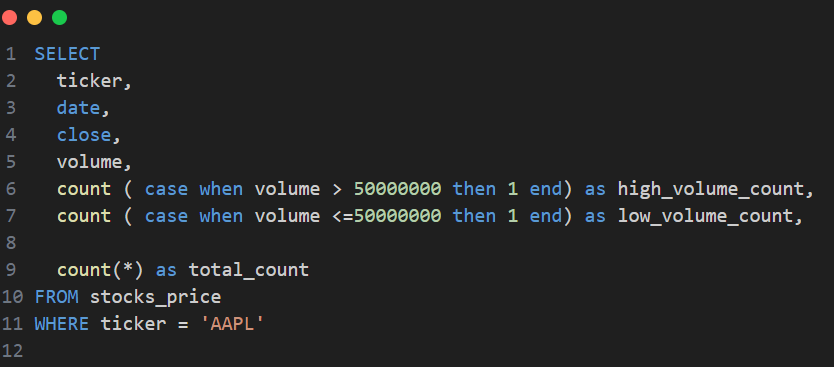 1 SELECT
2   ticker,
3   date,
4   close,
5   volume,
6   count ( case when volume > 50000000 then 1 end) as high_volume_count,
7   count ( case when volume <=50000000 then 1 end) as low_volume_count,
8
9   count(*) as total_count
10 FROM stocks_price
11 WHERE ticker = 'AAPL'
12